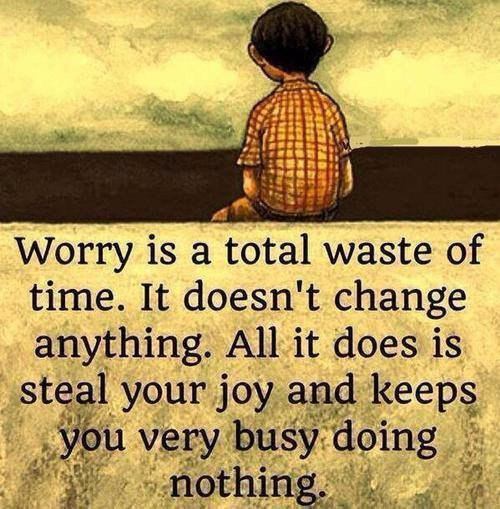 Worry is a total waste of
time. It doesn't change
anything. All it does is
steal your joy and keeps
you very busy doing
nothing.